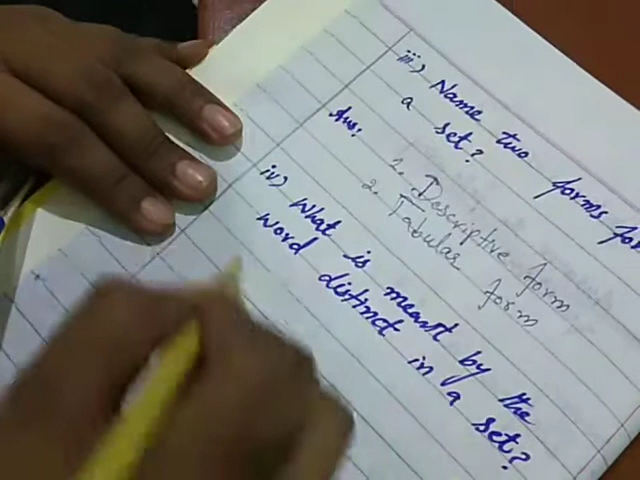 iii) Name two forms for
a set?
Ans:
1. Descriptive form
2. Tabular form
iv) What is meant by the
word distinct in a set?